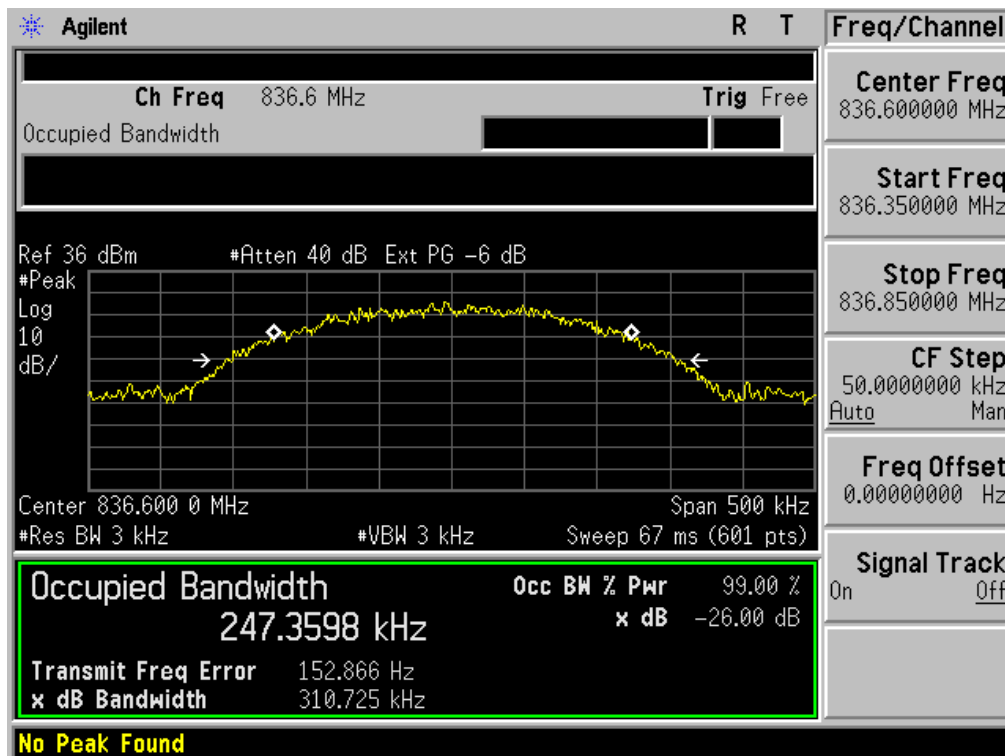 Agilent R T
Freq/Channel
Ch Freq 836.6 MHz Trig Free
Occupied Bandwidth
Center Freq
836.600000 MHz
Start Freq
836.350000 MHz
Stop Freq
836.850000 MHz
CF Step
50.0000000 kHz
Auto Man
Freq Offset
0.00000000 Hz
Signal Track
On Off
Ref 36 dBm #Atten 40 dB Ext PG -6 dB
#Peak
Log
10
dB/
Center 836.600 0 MHz Span 500 kHz
#Res BW 3 kHz #VBW 3 kHz Sweep 67 ms (601 pts)
Occupied Bandwidth
247.3598 kHz
Occ BW % Pwr 99.00 %
x dB -26.00 dB
Transmit Freq Error 152.866 Hz
x dB Bandwidth 310.725 kHz
No Peak Found